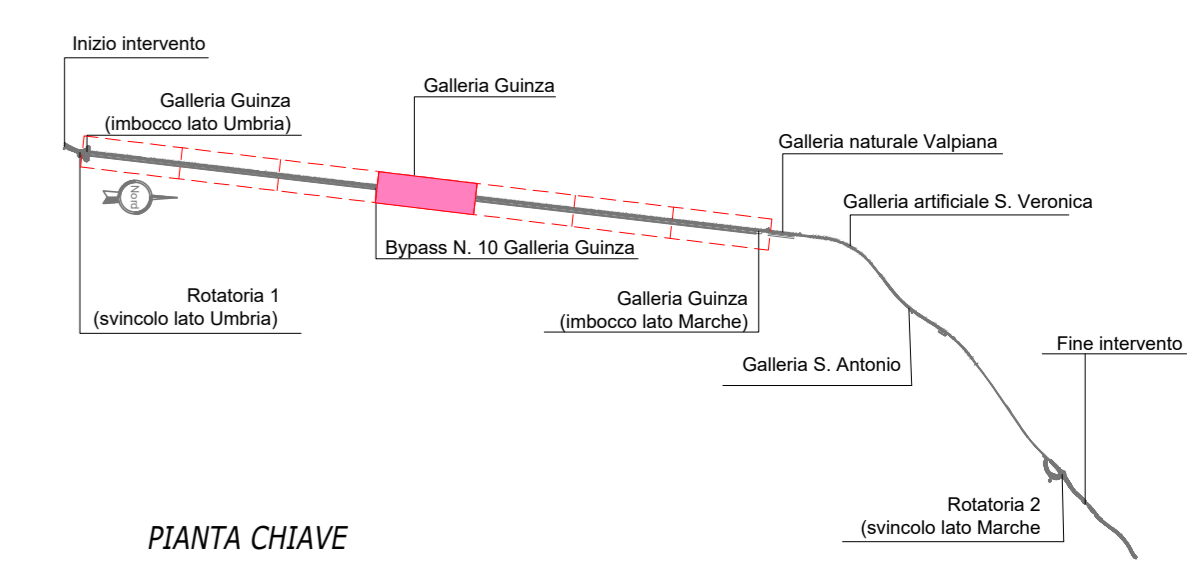 Inizio intervento
Galleria Guinza
(imbocco lato Umbria)
Galleria Guinza
Galleria naturale Valpiana
Galleria artificiale S. Veronica
Nord
Bypass N. 10 Galleria Guinza
Rotatoria 1
(svincolo lato Umbria)
Galleria Guinza
(imbocco lato Marche)
Fine intervento
Galleria S. Antonio
Rotatoria 2
(svincolo lato Marche
PIANTA CHIAVE